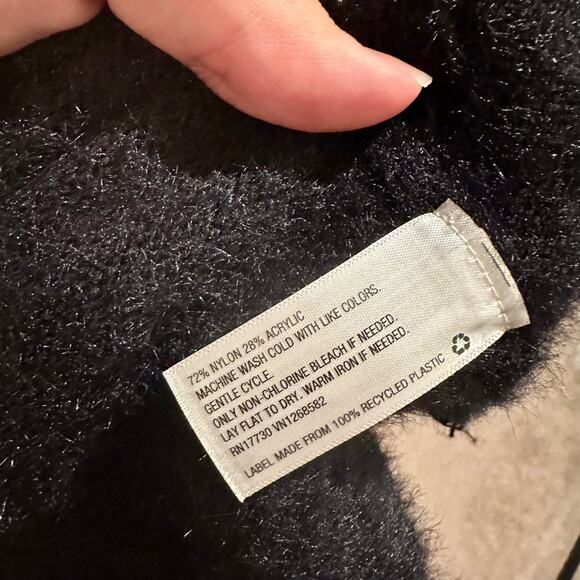 72% NYLON 28% ACRYLIC
MACHINE WASH COLD WITH LIKE COLORS.
GENTLE CYCLE.
ONLY NON-CHLORINE BLEACH IF NEEDED.
LAY FLAT TO DRY. WARM IRON IF NEEDED.
RN17730 VN1268582
LABEL MADE FROM 100% RECYCLED PLASTIC